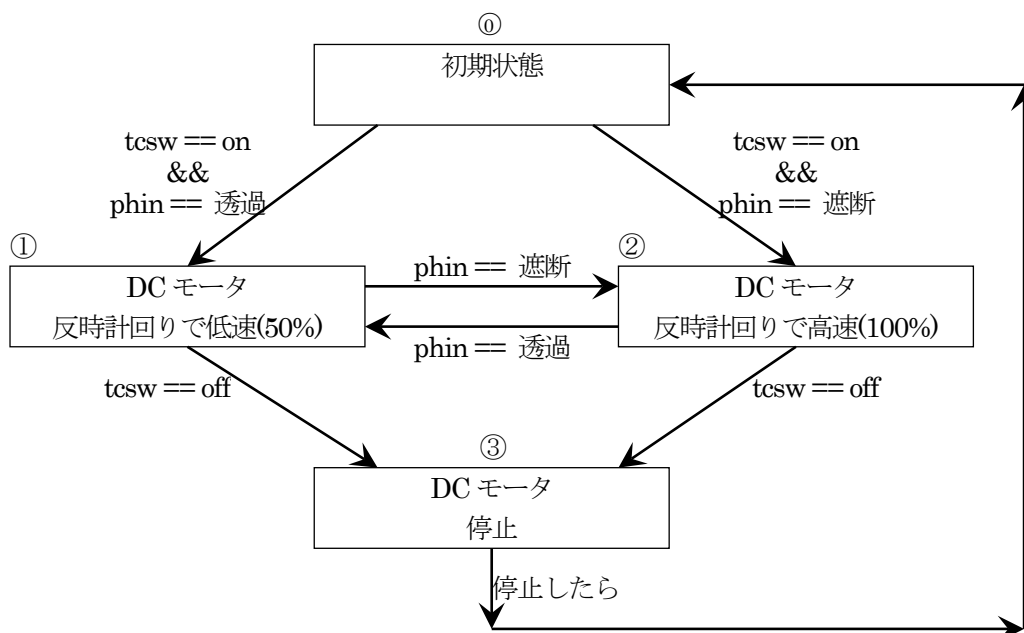 ⓪
初期状態
tcsw == on
&&
phin == 透過
tcsw == on
&&
phin == 遮断
①
DC モータ
反時計回りで低速(50%)
phin == 遮断
phin == 透過
②
DC モータ
反時計回りで高速(100%)
tcsw == off
tcsw == off
③
DC モータ
停止
停止したら